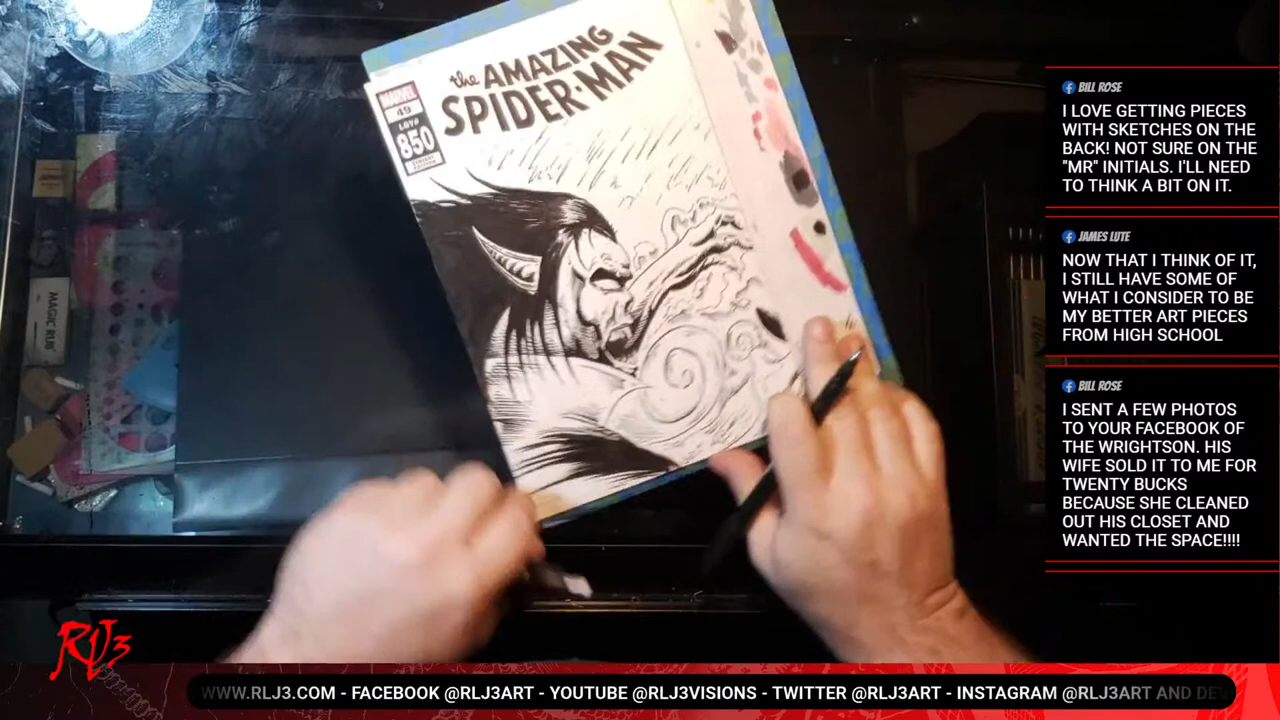 the AMAZING
SPIDER-MAN
MARVEL
49
LGY#
850
VARIANT
EDITION
MAGIC RUB
BILL ROSE
I LOVE GETTING PIECES
WITH SKETCHES ON THE
BACK! NOT SURE ON THE
"MR" INITIALS. I'LL NEED
TO THINK A BIT ON IT.
JAMES LUTE
NOW THAT I THINK OF IT,
I STILL HAVE SOME OF
WHAT I CONSIDER TO BE
MY BETTER ART PIECES
FROM HIGH SCHOOL
BILL ROSE
I SENT A FEW PHOTOS
TO YOUR FACEBOOK OF
THE WRIGHTSON. HIS
WIFE SOLD IT TO ME FOR
TWENTY BUCKS
BECAUSE SHE CLEANED
OUT HIS CLOSET AND
WANTED THE SPACE!!!!
RLJ3
WWW.RLJ3.COM - FACEBOOK @RLJ3ART - YOUTUBE @RLJ3VISIONS - TWITTER @RLJ3ART - INSTAGRAM @RLJ3ART AND DEV